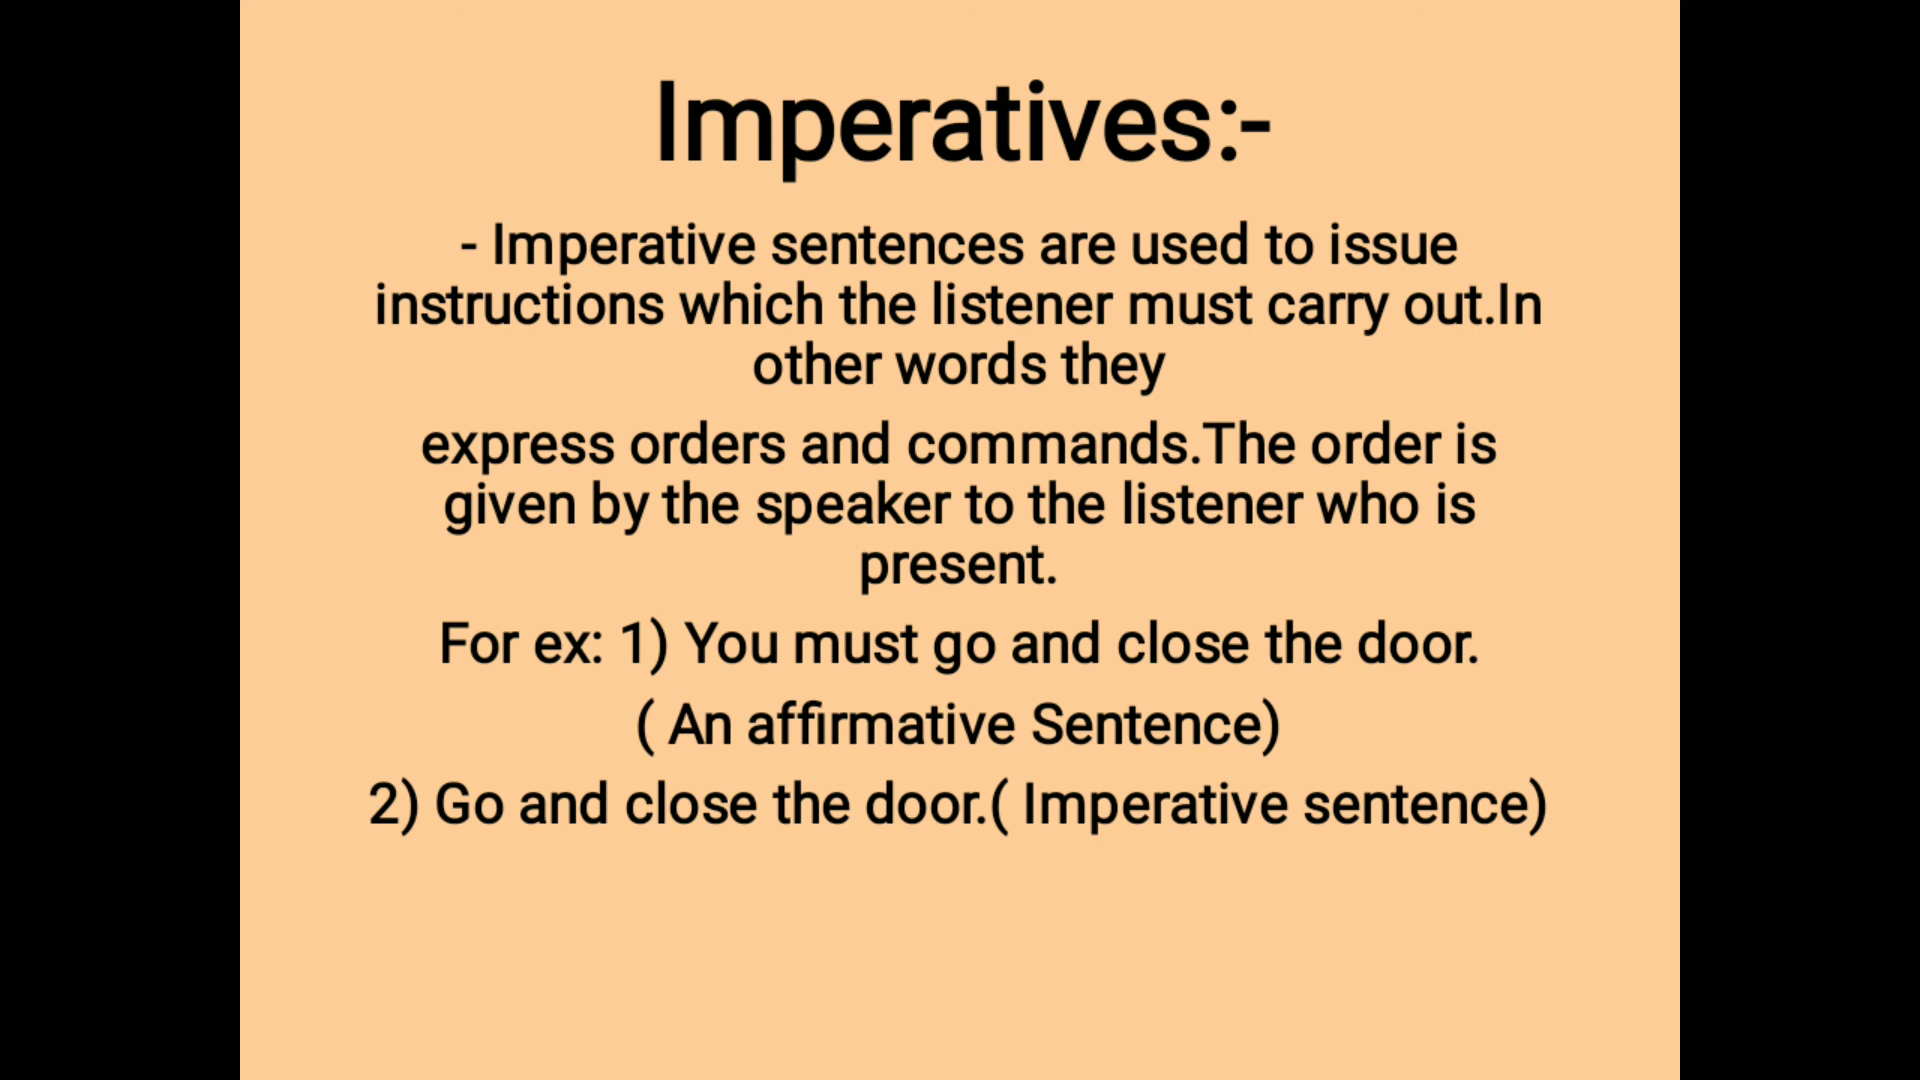 Imperatives:-
- Imperative sentences are used to issue
instructions which the listener must carry out.In
other words they
express orders and commands.The order is
given by the speaker to the listener who is
present.
For ex: 1) You must go and close the door.
( An affirmative Sentence)
2) Go and close the door.( Imperative sentence)